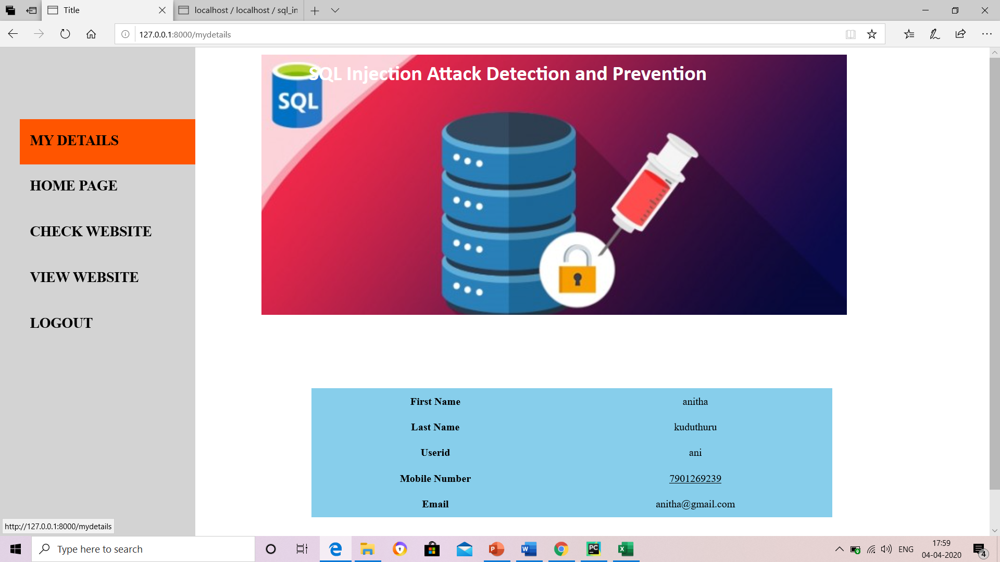 Title
localhost / localhost / sql_in
127.0.0.1:8000/mydetails
SQL Injection Attack Detection and Prevention
SQL
MY DETAILS
HOME PAGE
CHECK WEBSITE
VIEW WEBSITE
LOGOUT
First Name anitha
Last Name kuduthuru
Userid ani
Mobile Number 7901269239
Email anitha@gmail.com
http://127.0.0.1:8000/mydetails
Type here to search
P
W
PC
X
ENG
17:59
04-04-2020
4